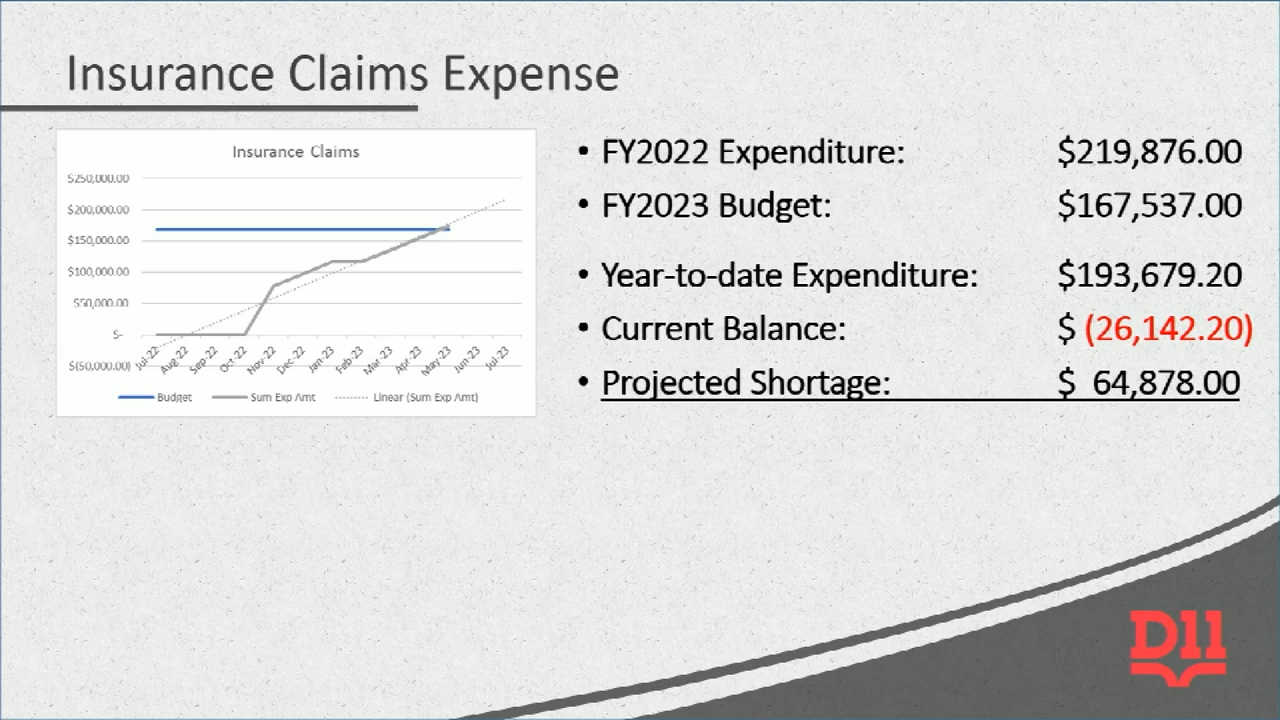 Insurance Claims Expense
Insurance Claims
$250,000.00
$200,000.00
$150,000.00
$100,000.00
$50,000.00
$-
$(50,000.00)
Jul-22 Aug-22 Sep-22 Oct-22 Nov-22 Dec-22 Jan-23 Feb-23 Mar-23 Apr-23 May-23 Jun-23 Jul-23
Budget Sum Exp Amt Linear (Sum Exp Amt)
• FY2022 Expenditure: $219,876.00
• FY2023 Budget: $167,537.00
• Year-to-date Expenditure: $193,679.20
• Current Balance: $ (26,142.20)
• Projected Shortage: $ 64,878.00
D11